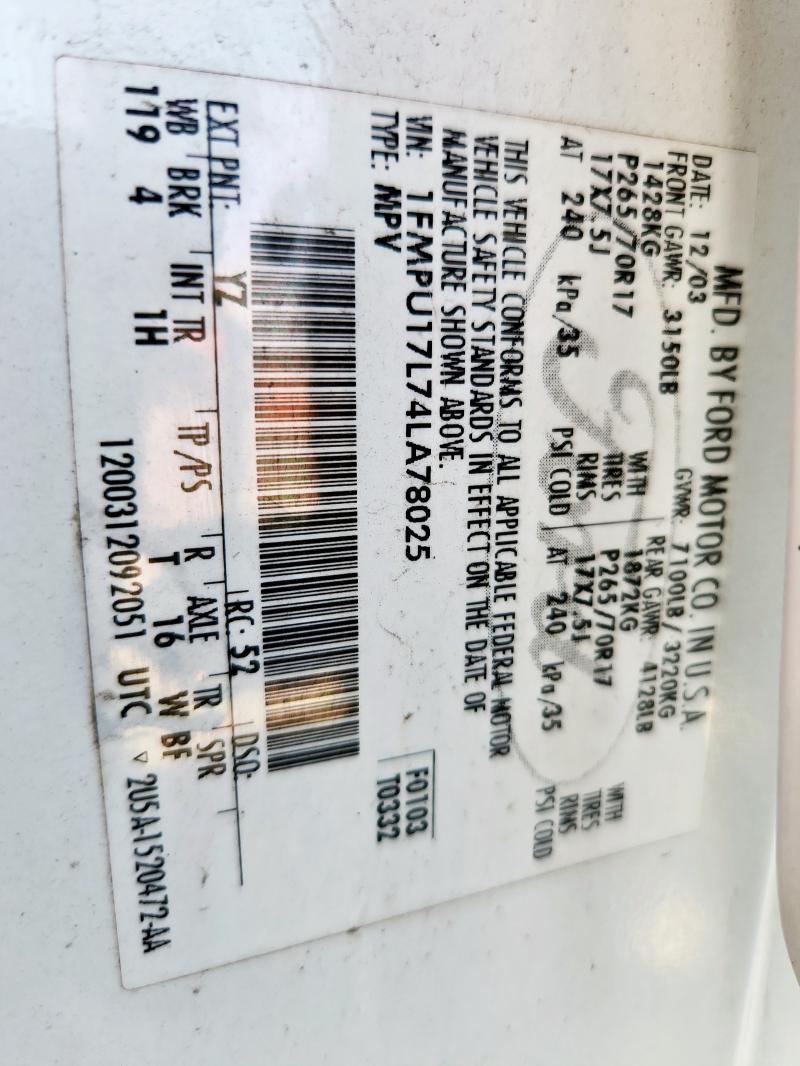 MFD. BY FORD MOTOR CO. IN U.S.A.
DATE: 12/03 GVWR: 7100LB / 3220KG
FRONT GAWR: 3150LB REAR GAWR: 4128LB
1428KG WITH 1872KG WITH
P265/70R17 TIRES P265/70R17 TIRES
17X7.5J RIMS 17X7.5J RIMS
AT 240 kPa/35 PSI COLD AT 240 kPa/35 PSI COLD
THIS VEHICLE CONFORMS TO ALL APPLICABLE FEDERAL MOTOR
VEHICLE SAFETY STANDARDS IN EFFECT ON THE DATE OF
MANUFACTURE SHOWN ABOVE.
VIN: 1FMPU17L74LA78025 F0103
TYPE: MPV T0332
EXT PNT: YZ RC: 52 DSO:
WB BRK INT TR TP/PS R AXLE TR SPR
119 4 1H T 16 W BF
1200312092051 UTC ▽ 2U5A-1520472-AA